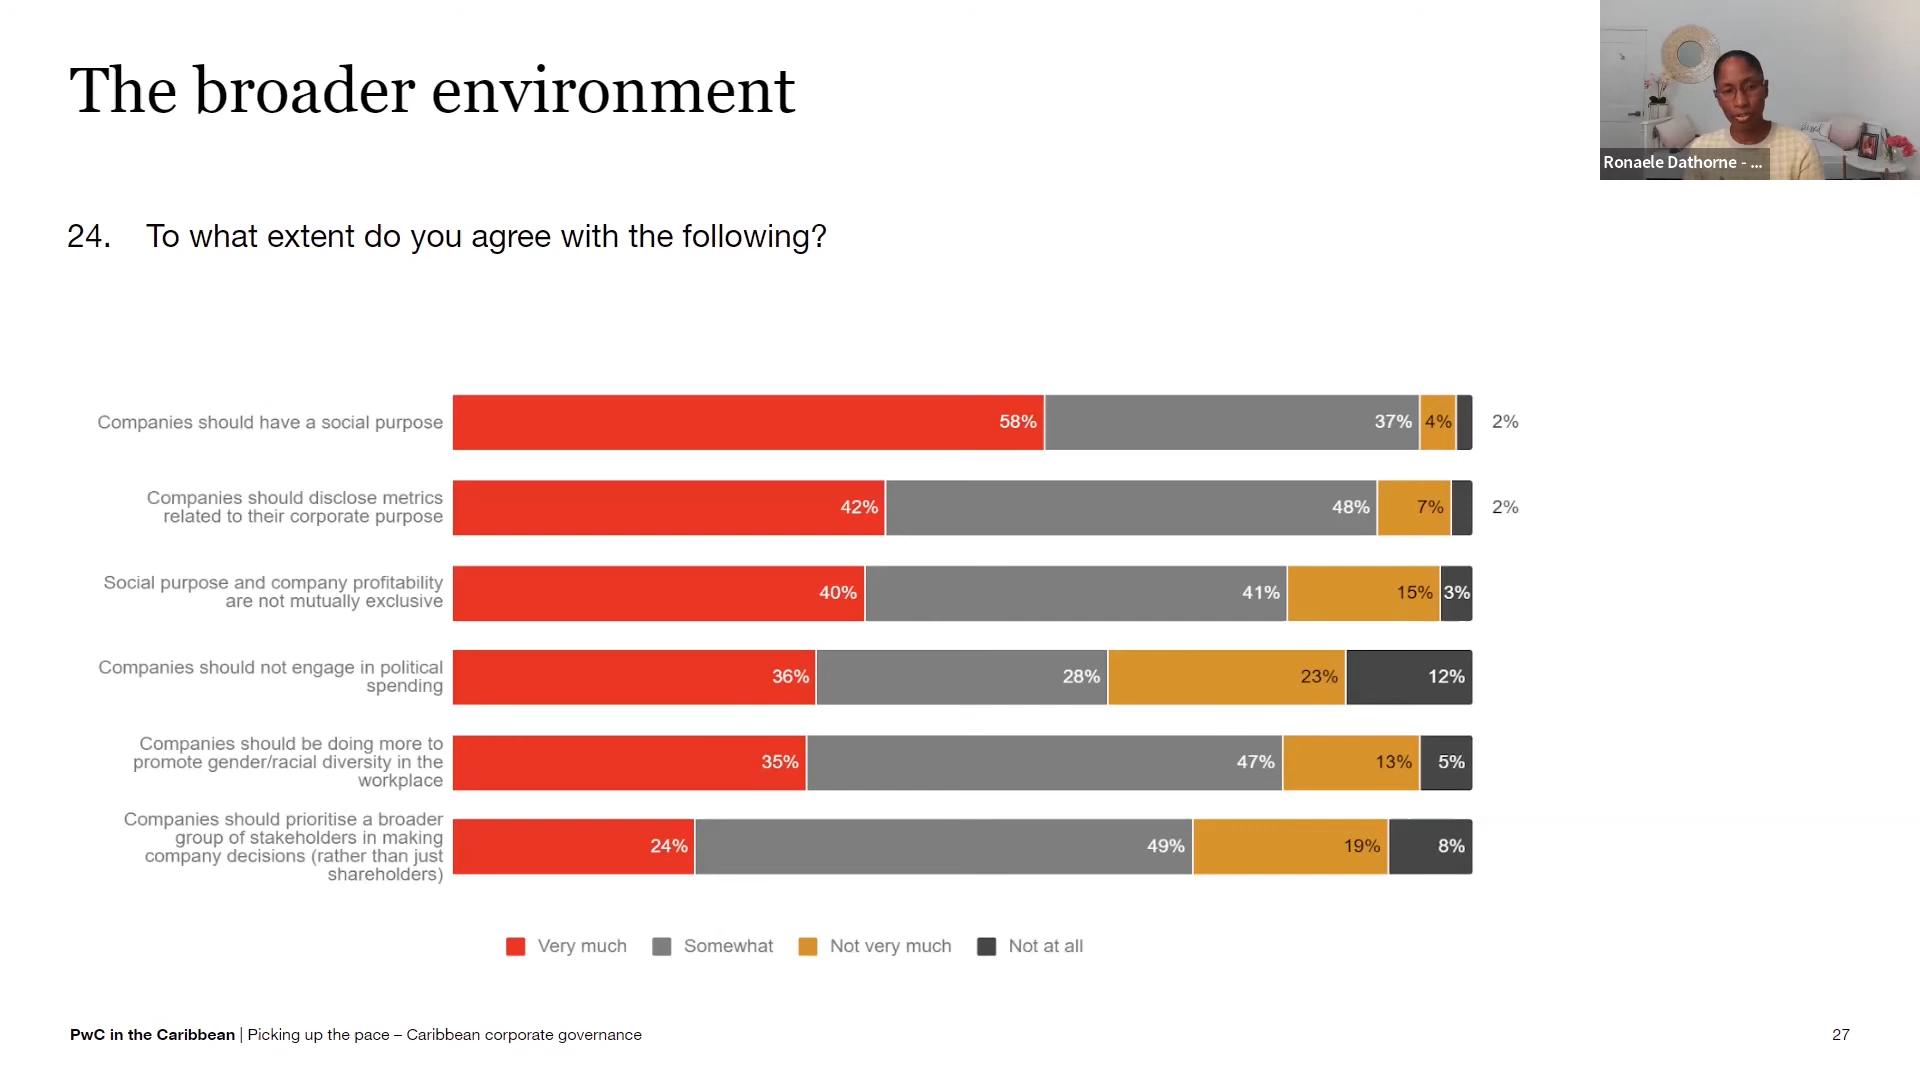 The broader environment
Ronaele Dathorne - ...
24. To what extent do you agree with the following?
Companies should have a social purpose
58% 37% 4% 2%
Companies should disclose metrics
related to their corporate purpose
42% 48% 7% 2%
Social purpose and company profitability
are not mutually exclusive
40% 41% 15% 3%
Companies should not engage in political
spending
36% 28% 23% 12%
Companies should be doing more to
promote gender/racial diversity in the
workplace
35% 47% 13% 5%
Companies should prioritise a broader
group of stakeholders in making
company decisions (rather than just
shareholders)
24% 49% 19% 8%
Very much Somewhat Not very much Not at all
PwC in the Caribbean | Picking up the pace – Caribbean corporate governance
27